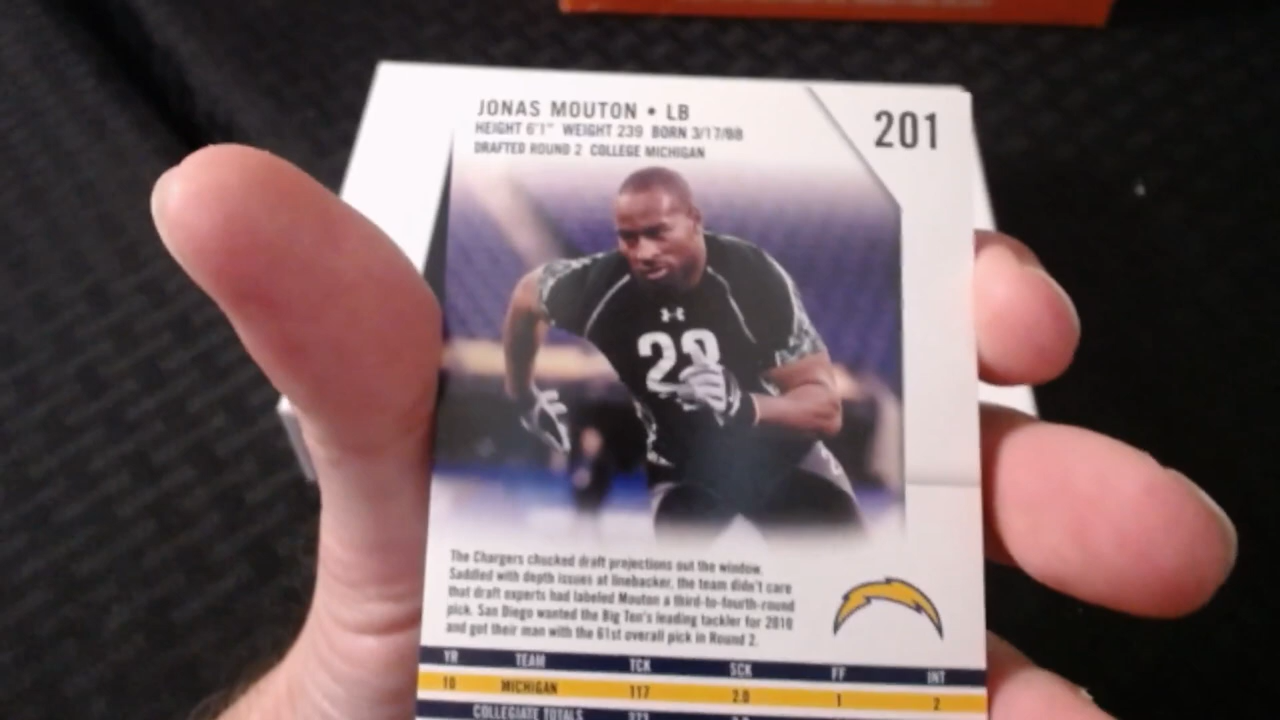 JONAS MOUTON • LB
201
HEIGHT 6'1" WEIGHT 239 BORN 3/17/88
DRAFTED ROUND 2 COLLEGE MICHIGAN
28
The Chargers chucked draft projections out the window.
Saddled with depth issues at linebacker, the team didn't care
that draft experts had labeled Mouton a third-to-fourth-round
pick. San Diego wanted the Big Ten's leading tackler for 2010
and got their man with the 61st overall pick in Round 2.
YR TEAM TCK SCK FF INT
10 MICHIGAN 117 2.0 1 2
COLLEGIATE TOTALS